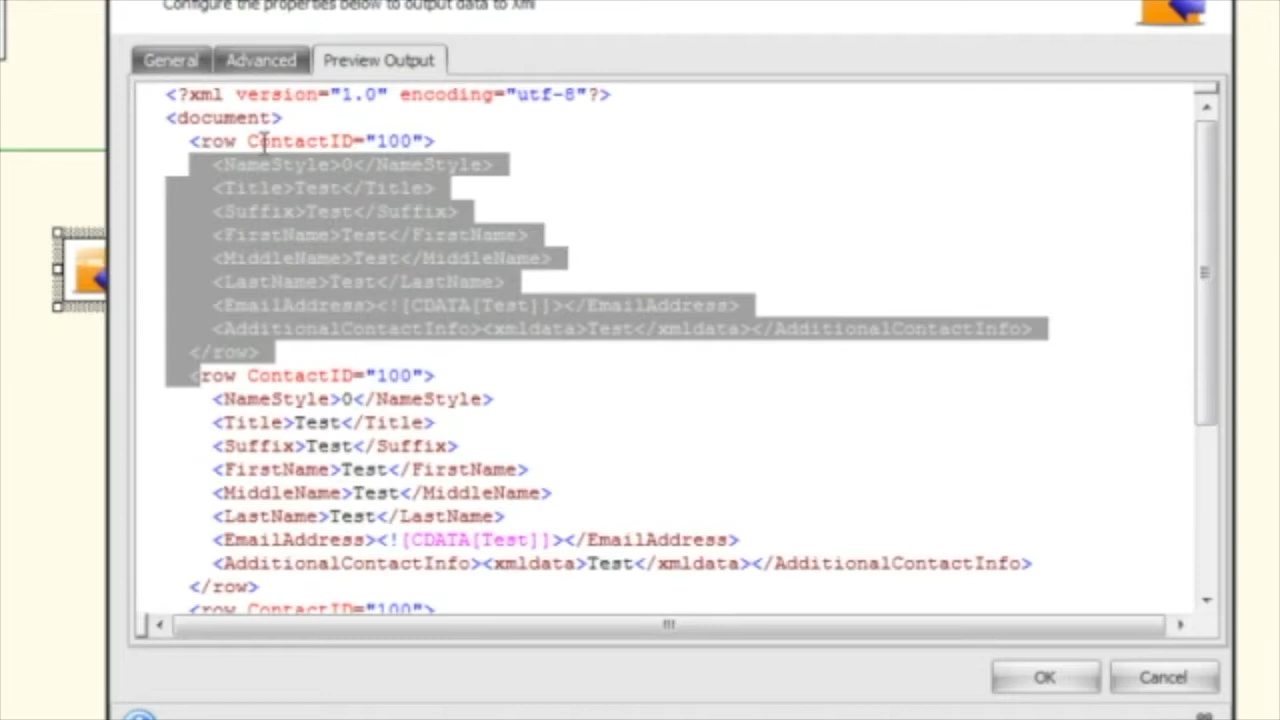 Configure the properties below to output data to Xml
General Advanced Preview Output
<?xml version="1.0" encoding="utf-8"?>
<document>
<row ContactID="100">
<NameStyle>0</NameStyle>
<Title>Test</Title>
<Suffix>Test</Suffix>
<FirstName>Test</FirstName>
<MiddleName>Test</MiddleName>
<LastName>Test</LastName>
<EmailAddress><![CDATA[Test]]></EmailAddress>
<AdditionalContactInfo><xmldata>Test</xmldata></AdditionalContactInfo>
</row>
<row ContactID="100">
<NameStyle>0</NameStyle>
<Title>Test</Title>
<Suffix>Test</Suffix>
<FirstName>Test</FirstName>
<MiddleName>Test</MiddleName>
<LastName>Test</LastName>
<EmailAddress><![CDATA[Test]]></EmailAddress>
<AdditionalContactInfo><xmldata>Test</xmldata></AdditionalContactInfo>
</row>
<row ContactID="100">
OK Cancel